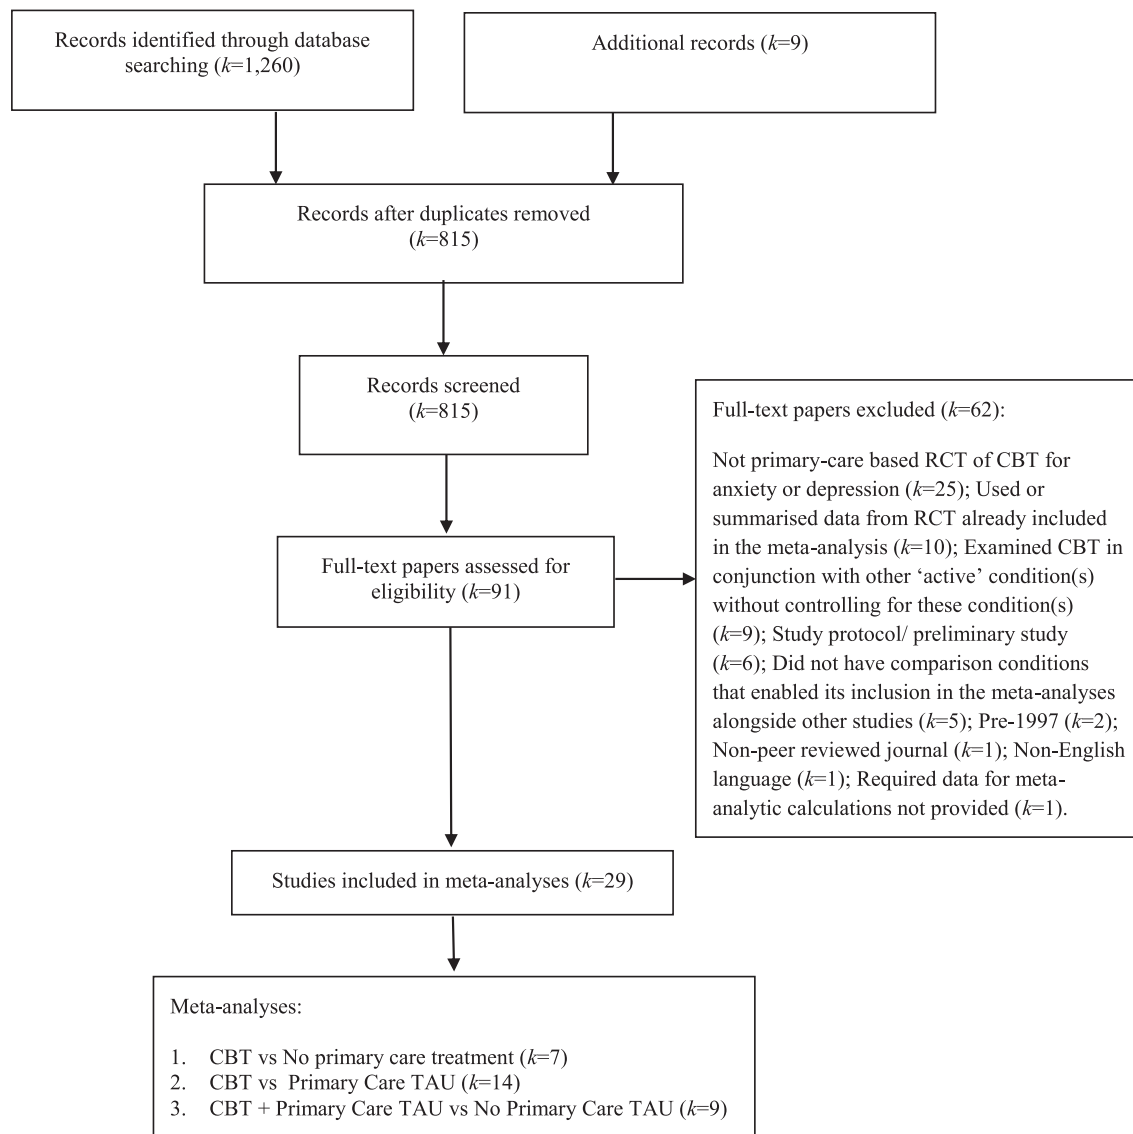 Records identified through database
searching (k=1,260)
Additional records (k=9)
Records after duplicates removed
(k=815)
Records screened
(k=815)
Full-text papers assessed for
eligibility (k=91)
Full-text papers excluded (k=62):
Not primary-care based RCT of CBT for
anxiety or depression (k=25); Used or
summarised data from RCT already included
in the meta-analysis (k=10); Examined CBT in
conjunction with other ‘active’ condition(s)
without controlling for these condition(s)
(k=9); Study protocol/ preliminary study
(k=6); Did not have comparison conditions
that enabled its inclusion in the meta-analyses
alongside other studies (k=5); Pre-1997 (k=2);
Non-peer reviewed journal (k=1); Non-English
language (k=1); Required data for meta-
analytic calculations not provided (k=1).
Studies included in meta-analyses (k=29)
Meta-analyses:
1. CBT vs No primary care treatment (k=7)
2. CBT vs Primary Care TAU (k=14)
3. CBT + Primary Care TAU vs No Primary Care TAU (k=9)